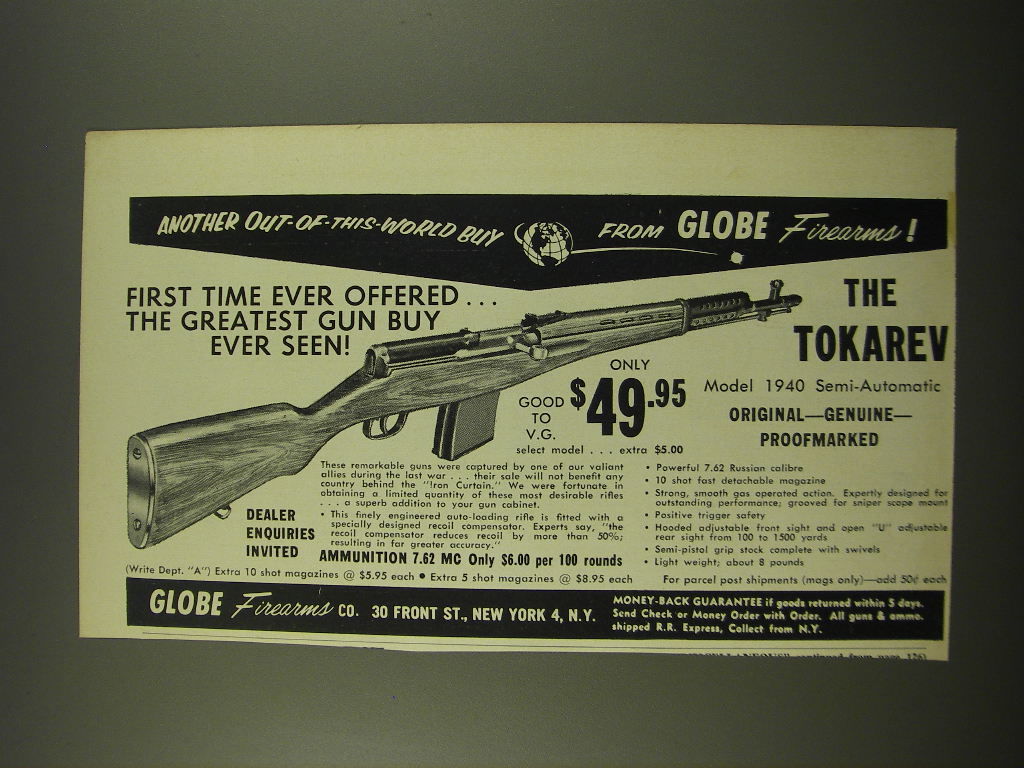 ANOTHER OUT-OF-THIS-WORLD BUY FROM GLOBE Firearms!
FIRST TIME EVER OFFERED...
THE GREATEST GUN BUY
EVER SEEN!
THE
TOKAREV
Model 1940 Semi-Automatic
ORIGINAL—GENUINE—
PROOFMARKED
ONLY
GOOD TO V.G. $49.95
select model . . . extra $5.00
These remarkable guns were captured by one of our valiant
allies during the last war . . . their sale will not benefit any
country behind the "Iron Curtain." We were fortunate in
obtaining a limited quantity of these most desirable rifles
. . . a superb addition to your gun cabinet.
• This finely engineered auto-loading rifle is fitted with a
specially designed recoil compensator. Experts say, "the
recoil compensator reduces recoil by more than 50%;
resulting in far greater accuracy."
DEALER
ENQUIRIES
INVITED
AMMUNITION 7.62 MC Only $6.00 per 100 rounds
(Write Dept. "A") Extra 10 shot magazines @ $5.95 each • Extra 5 shot magazines @ $8.95 each
• Powerful 7.62 Russian calibre
• 10 shot fast detachable magazine
• Strong, smooth gas operated action. Expertly designed for
outstanding performance; grooved for sniper scope mount
• Positive trigger safety
• Hooded adjustable front sight and open "U" adjustable
rear sight from 100 to 1500 yards
• Semi-pistol grip stock complete with swivels
• Light weight; about 8 pounds
For parcel post shipments (mags only)—add 50¢ each
GLOBE Firearms CO. 30 FRONT ST., NEW YORK 4, N.Y.
MONEY-BACK GUARANTEE if goods returned within 5 days.
Send Check or Money Order with Order. All guns & ammo.
shipped R.R. Express, Collect from N.Y.
continued from page 126)